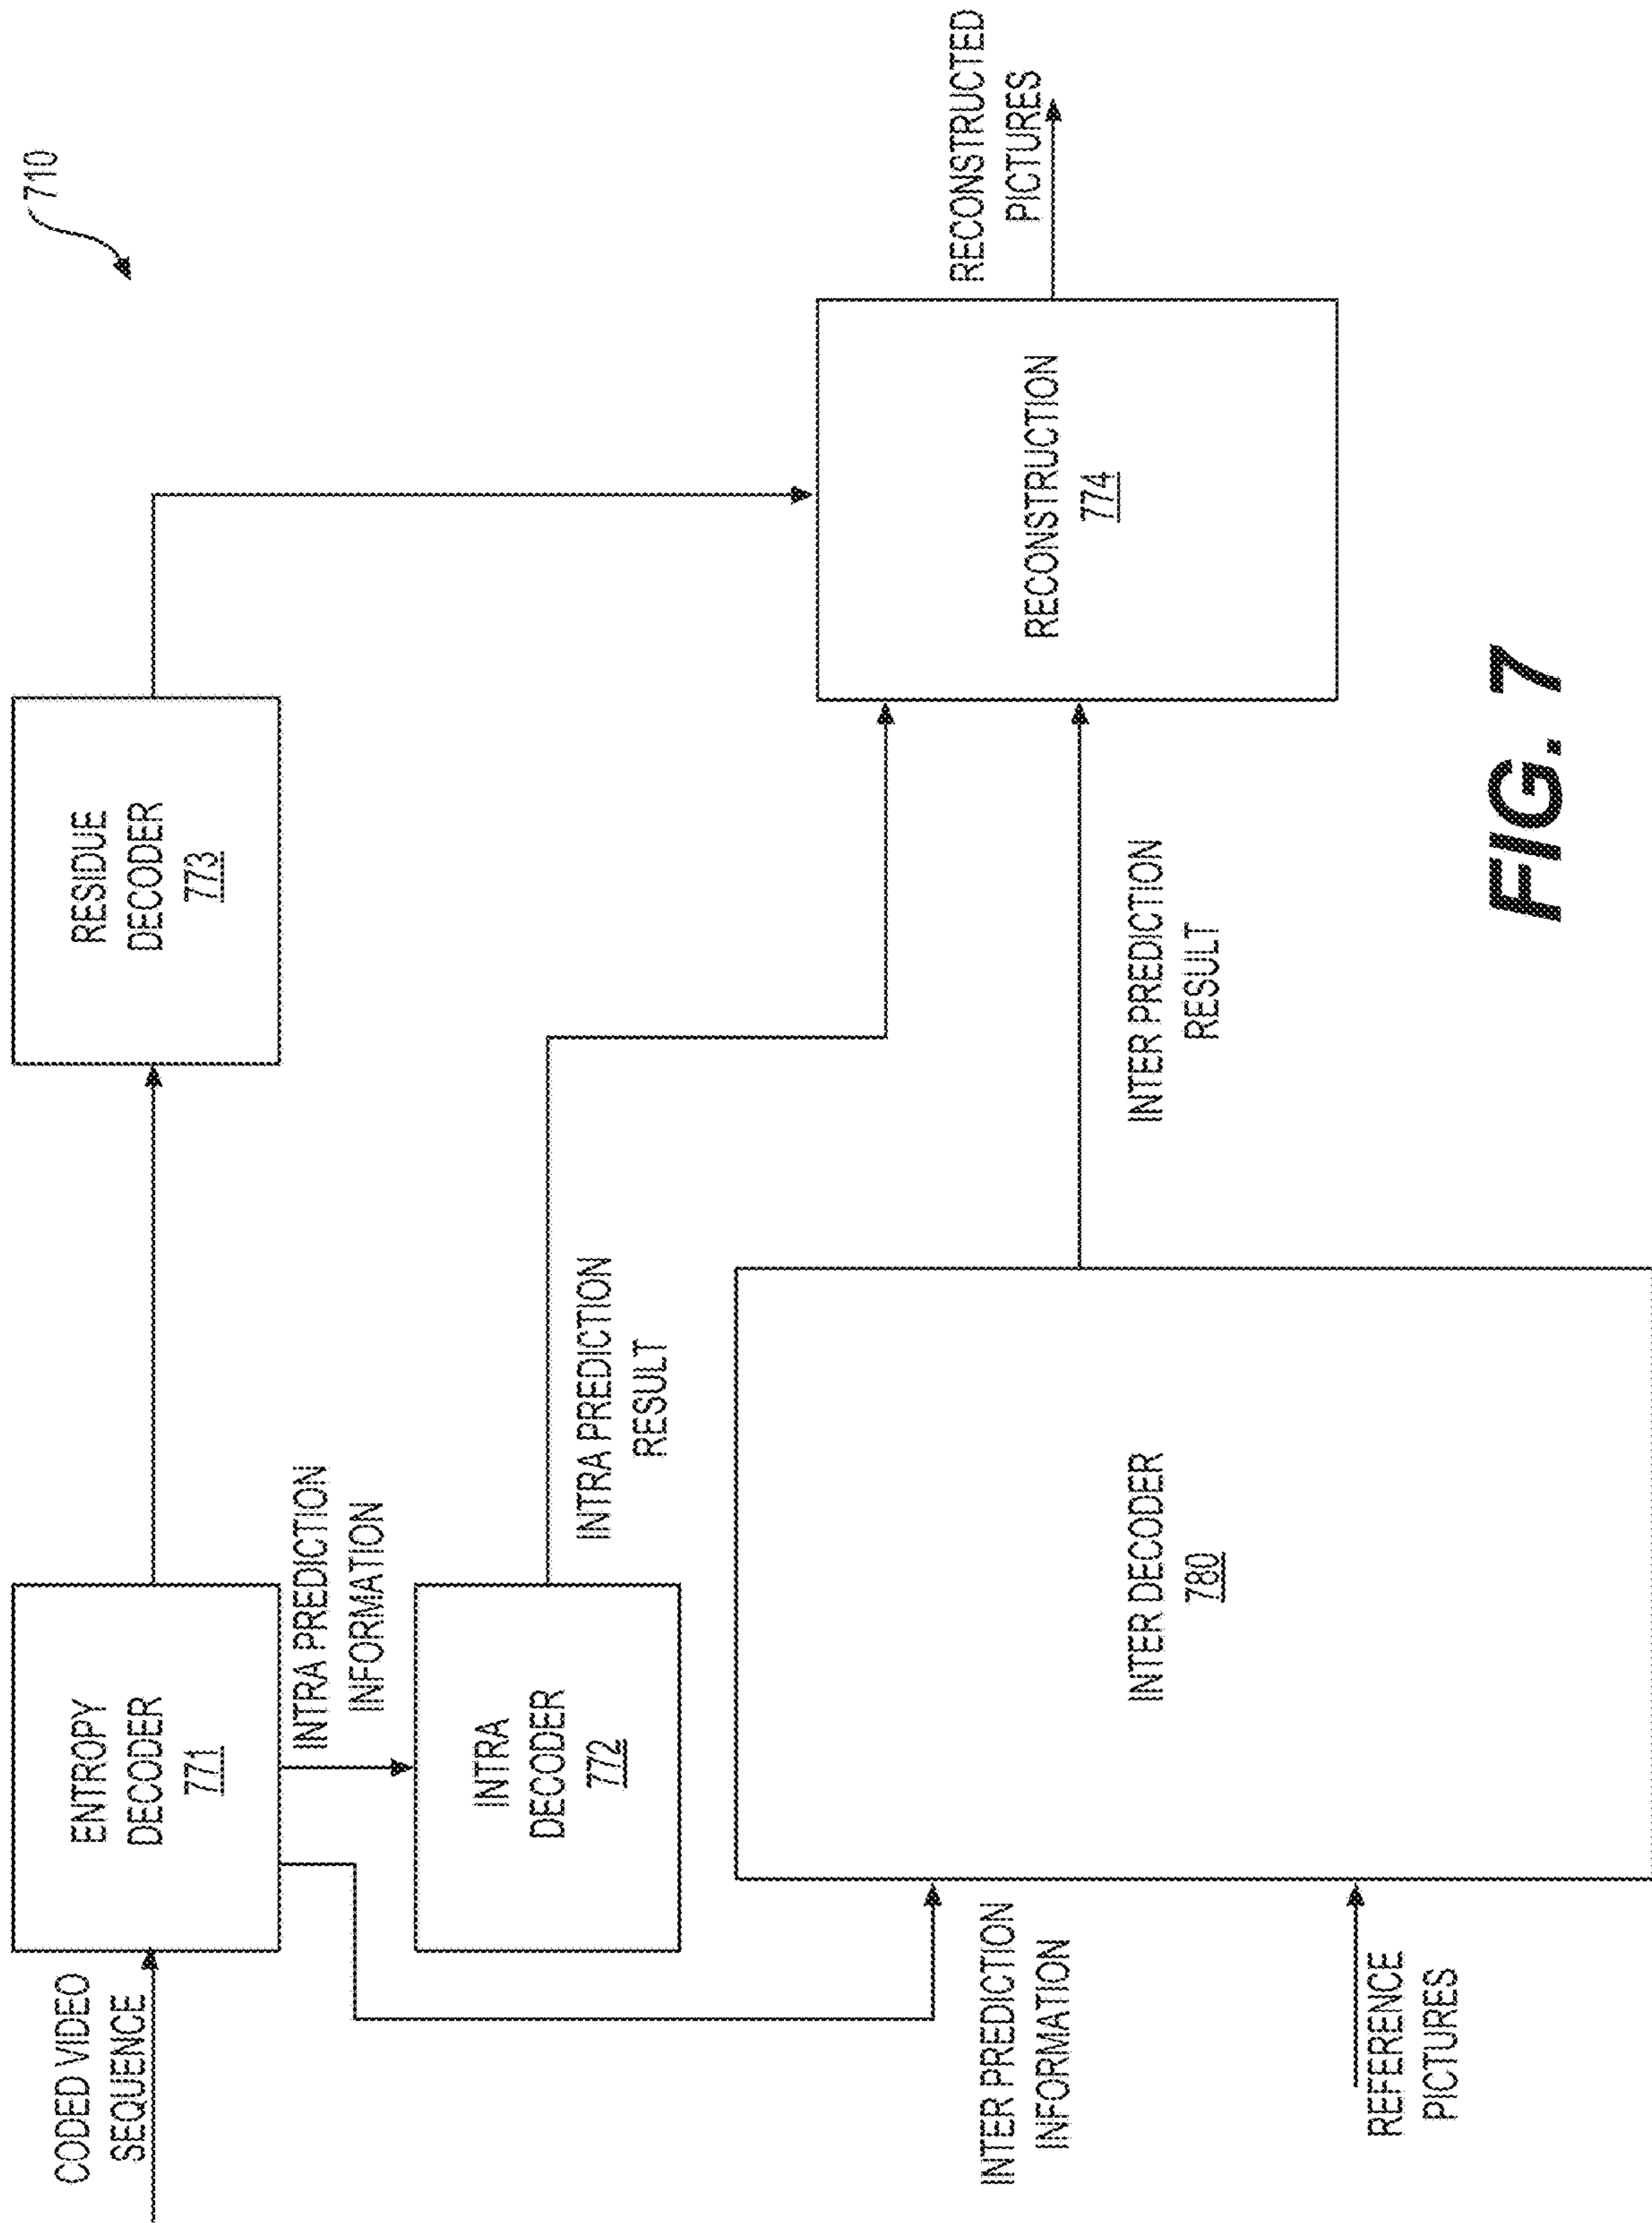 710
CODED VIDEO
SEQUENCE
ENTROPY
DECODER
771
RESIDUE
DECODER
773
INTRA PREDICTION
INFORMATION
INTRA
DECODER
772
INTRA PREDICTION
RESULT
INTER PREDICTION
INFORMATION
REFERENCE
PICTURES
INTER DECODER
780
INTER PREDICTION
RESULT
RECONSTRUCTION
774
RECONSTRUCTED
PICTURES
FIG. 7